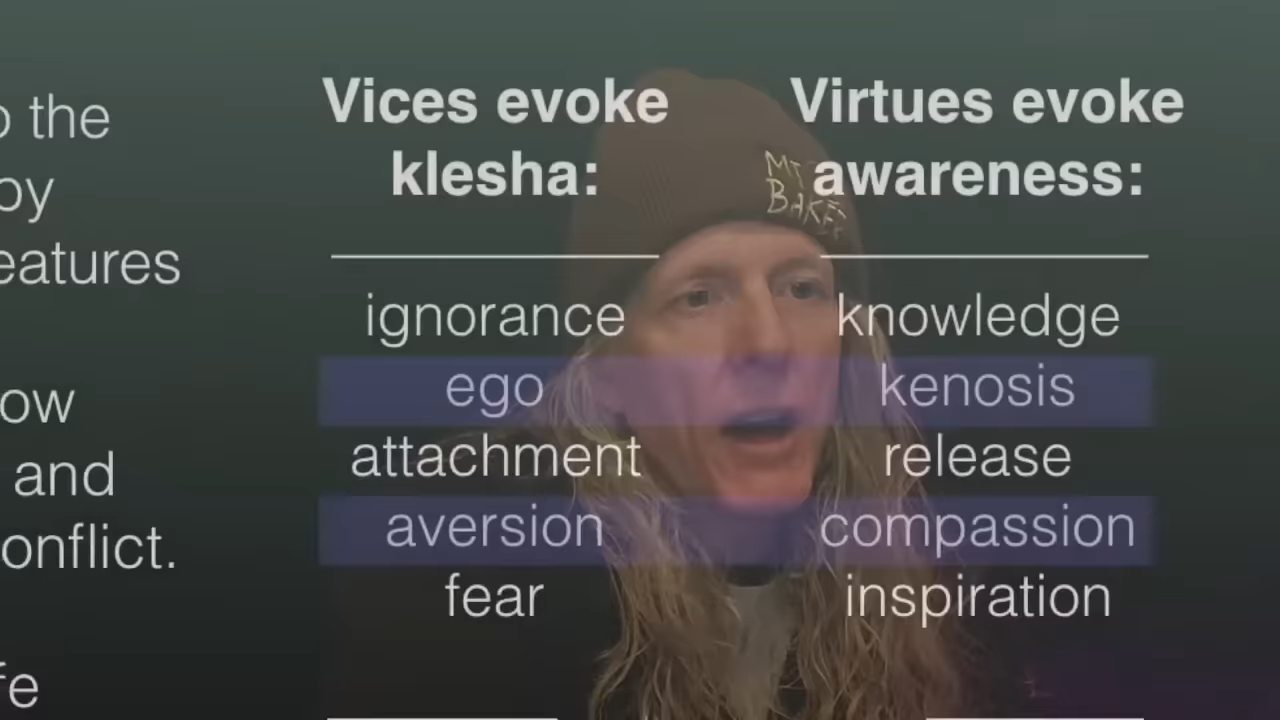 o the
oy
eatures
ow
and
onflict.
fe
Vices evoke
klesha:
ignorance
ego
attachment
aversion
fear
Virtues evoke
awareness:
knowledge
kenosis
release
compassion
inspiration
MT
BAKER